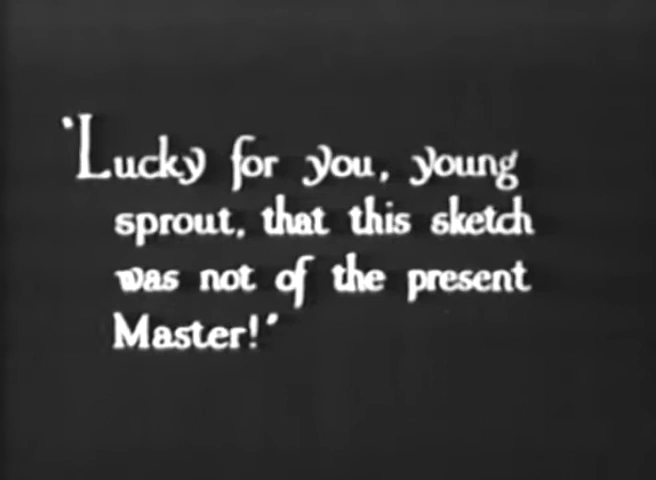 'Lucky for you, young
sprout, that this sketch
was not of the present
Master!'